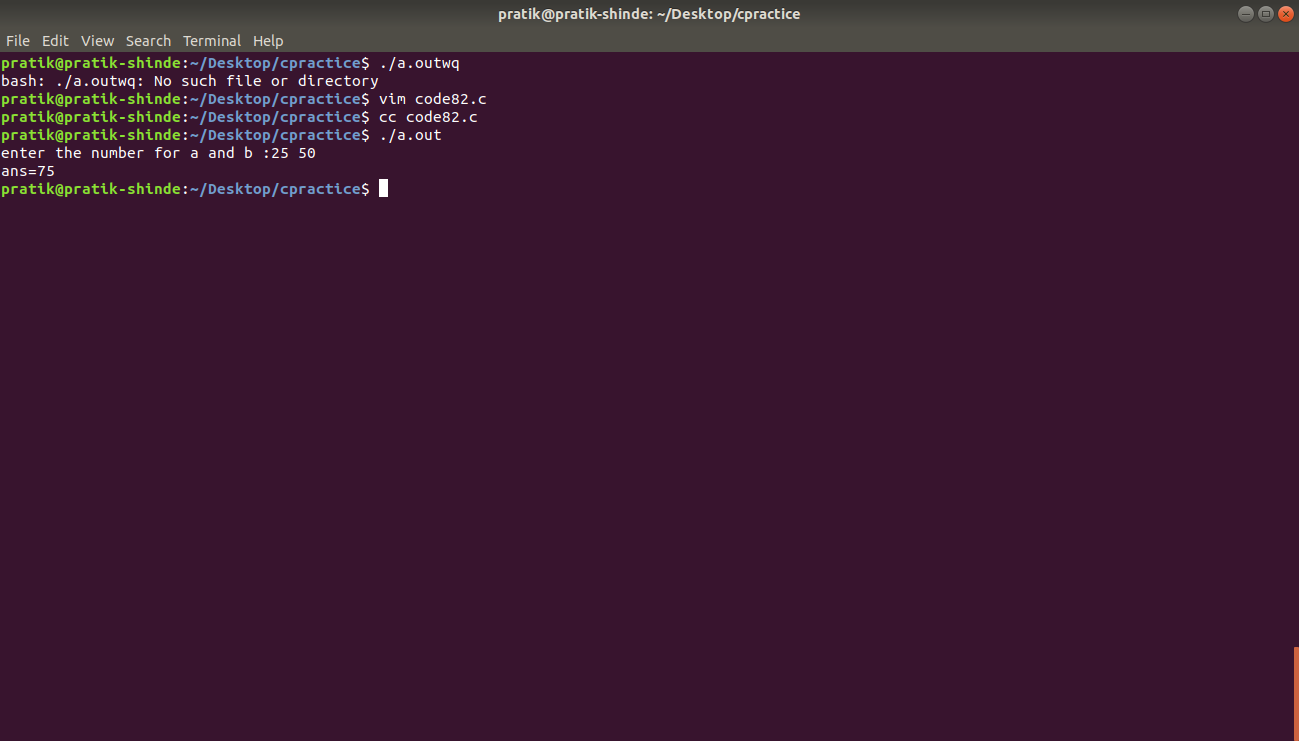 pratik@pratik-shinde: ~/Desktop/cpractice
File Edit View Search Terminal Help
pratik@pratik-shinde:~/Desktop/cpractice$ ./a.outwq
bash: ./a.outwq: No such file or directory
pratik@pratik-shinde:~/Desktop/cpractice$ vim code82.c
pratik@pratik-shinde:~/Desktop/cpractice$ cc code82.c
pratik@pratik-shinde:~/Desktop/cpractice$ ./a.out
enter the number for a and b :25 50
ans=75
pratik@pratik-shinde:~/Desktop/cpractice$